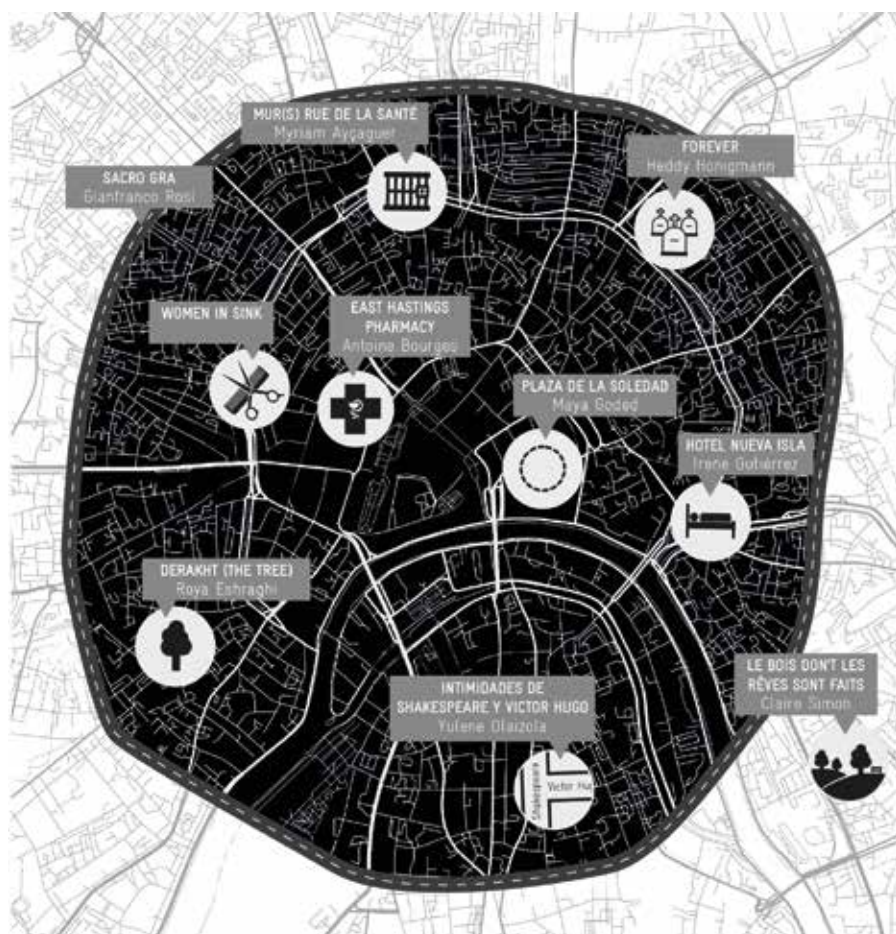 MUR(S) RUE DE LA SANTÉ
Myriam Ayçaguer
FOREVER
Heddy Honigmann
SACRO GRA
Gianfranco Rosi
WOMEN IN SINK
EAST HASTINGS
PHARMACY
Antoine Bourges
PLAZA DE LA SOLEDAD
Maya Goded
HOTEL NUEVA ISLA
Irene Gutiérrez
DERAKHT (THE TREE)
Roya Eshraghi
INTIMIDADES DE
SHAKESPEARE Y VICTOR HUGO
Yulene Olaizola
Shakespeare
Victor Hu
LE BOIS DON'T LES
RÊVES SONT FAITS
Claire Simon